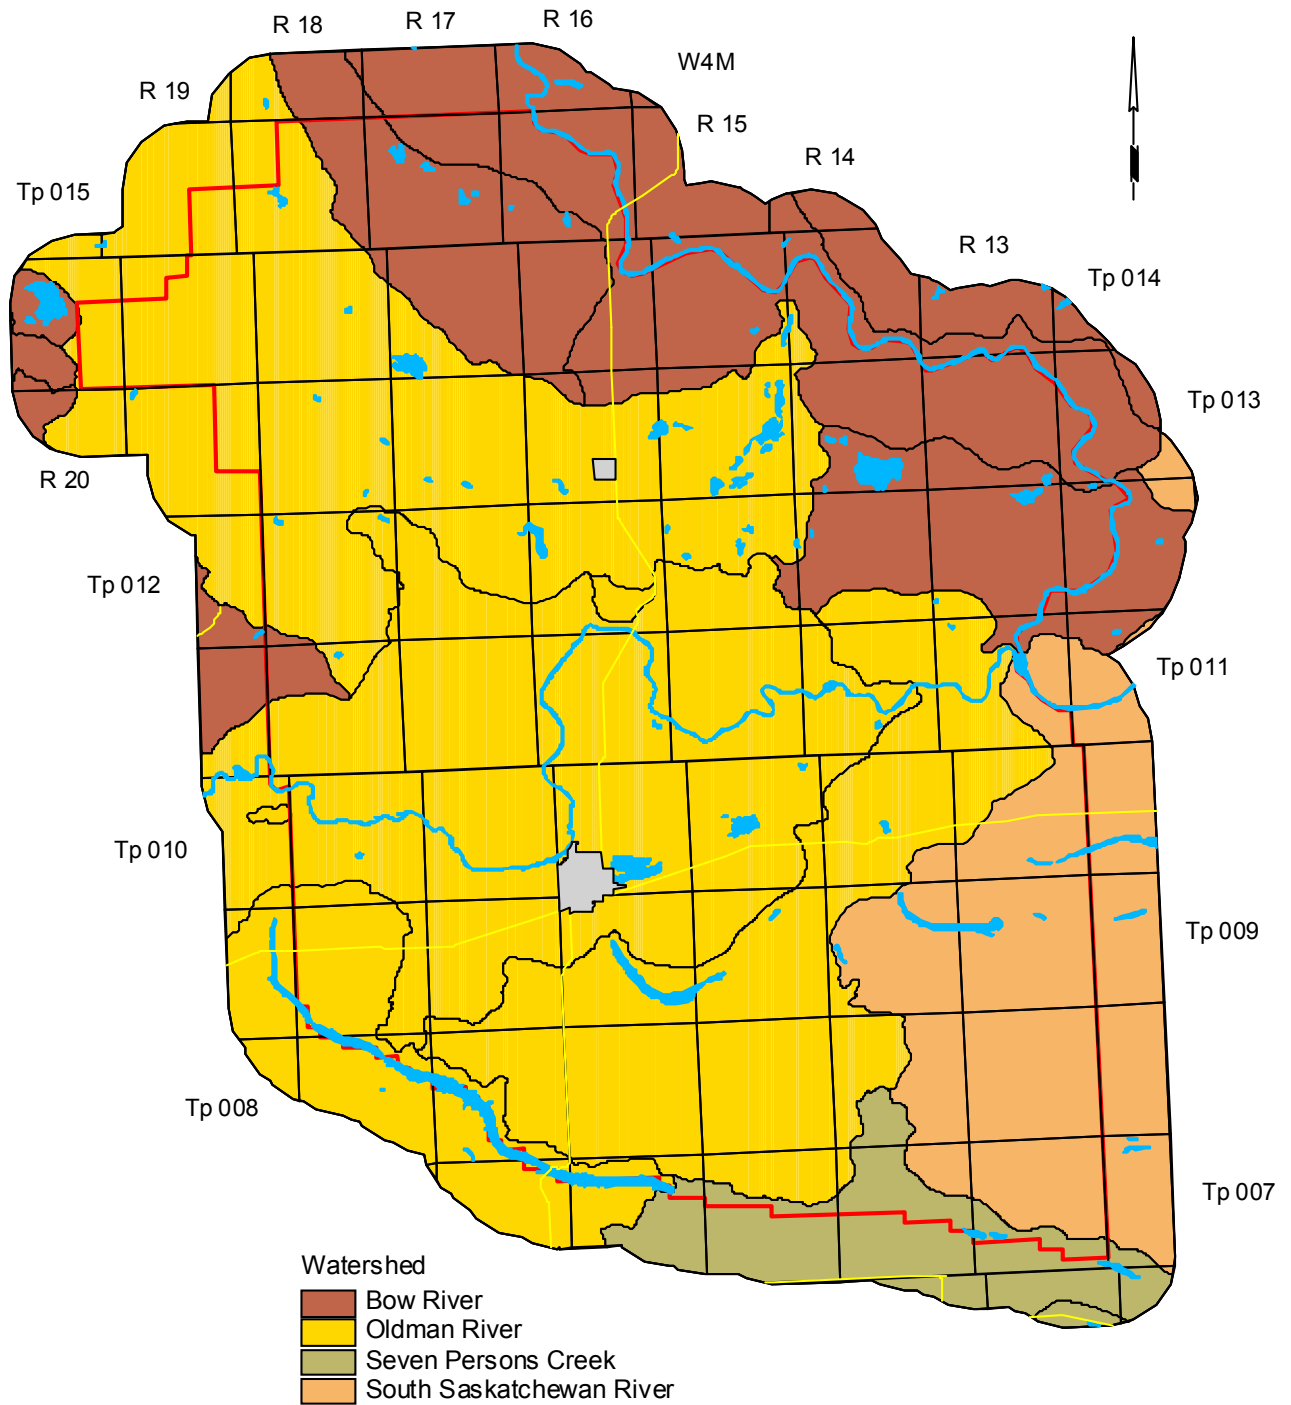 R 16
R 17
R 18
W4M
R 19
R 15
R 14
Tp 015
R 13
Tp 014
Tp 013
R 20
Tp 012
Tp 011
Tp 010
Tp 009
Tp 008
Tp 007
Watershed
Bow River
Oldman River
Seven Persons Creek
South Saskatchewan River